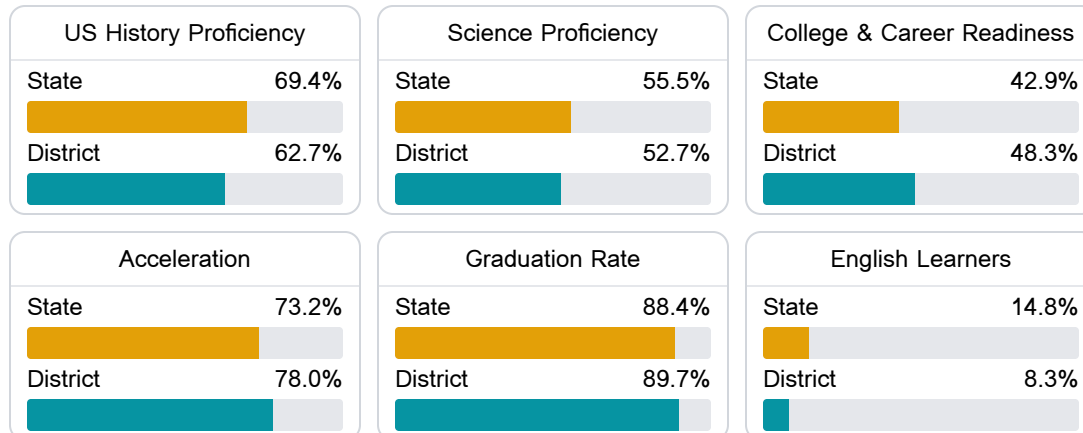 US History Proficiency
State 69.4%
District 62.7%
Science Proficiency
State 55.5%
District 52.7%
College & Career Readiness
State 42.9%
District 48.3%
Acceleration
State 73.2%
District 78.0%
Graduation Rate
State 88.4%
District 89.7%
English Learners
State 14.8%
District 8.3%